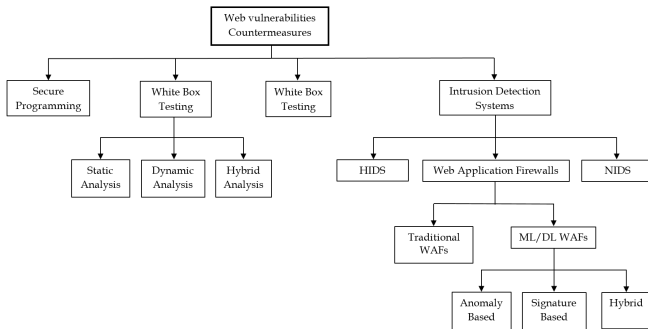 Web vulnerabilities
Countermeasures
Secure
Programming
White Box
Testing
White Box
Testing
Intrusion Detection
Systems
Static
Analysis
Dynamic
Analysis
Hybrid
Analysis
HIDS
Web Application Firewalls
NIDS
Traditional
WAFs
ML/DL WAFs
Anomaly
Based
Signature
Based
Hybrid